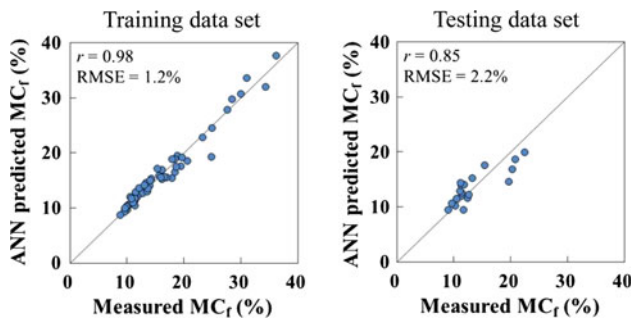 Training data set
r = 0.98
RMSE = 1.2%
ANN predicted MCf (%)
40
30
20
10
0
0 10 20 30 40
Measured MCf (%)
Testing data set
r = 0.85
RMSE = 2.2%
ANN predicted MCf (%)
40
30
20
10
0
0 10 20 30 40
Measured MCf (%)